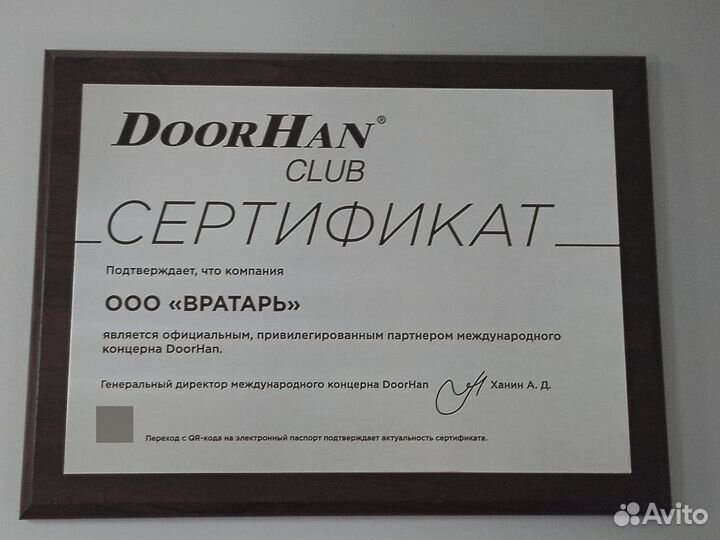 DOORHAN®
CLUB
СЕРТИФИКАТ
Подтверждает, что компания
ООО «ВРАТАРЬ»
является официальным, привилегированным партнером международного
концерна DoorHan.
Генеральный директор международного концерна DoorHan Ханин А. Д.
Переход с QR-кода на электронный паспорт подтверждает актуальность сертификата.
Avito